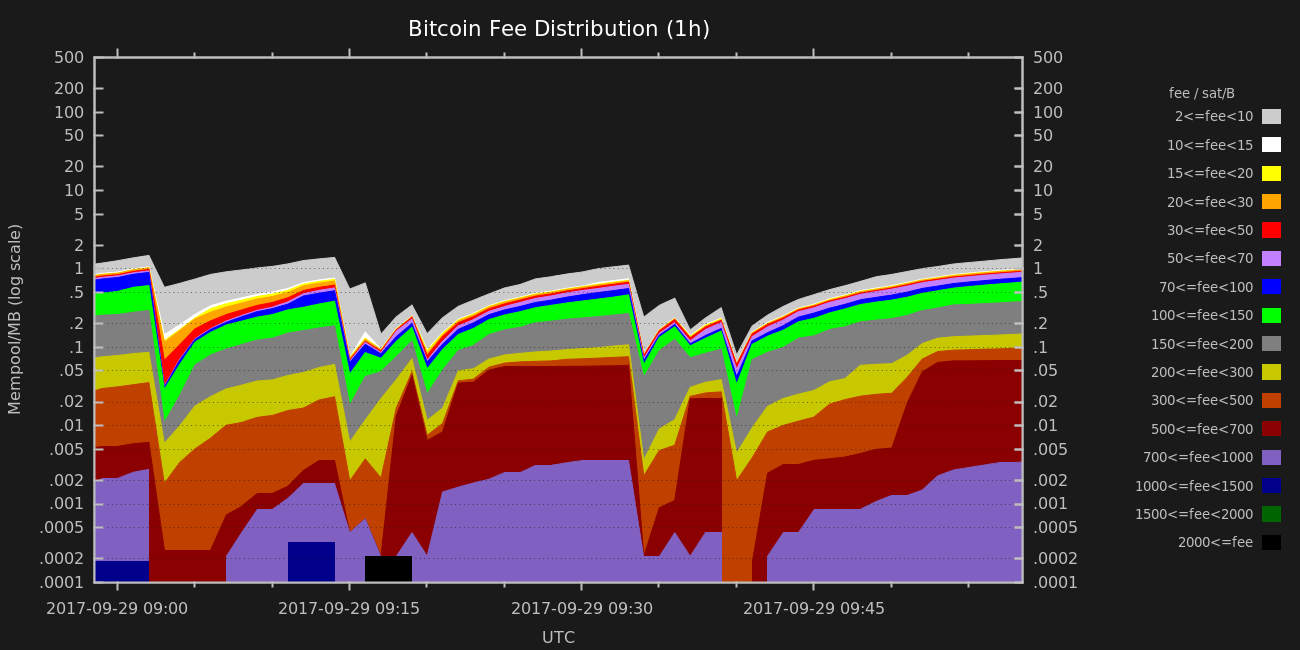 Bitcoin Fee Distribution (1h)
500 500
200 200
100 100
50 50
20 20
10 10
5 5
2 2
1 1
.5 .5
.2 .2
.1 .1
.05 .05
.02 .02
.01 .01
.005 .005
.002 .002
.001 .001
.0005 .0005
.0002 .0002
.0001 .0001
Mempool/MB (log scale)
2017-09-29 09:00 2017-09-29 09:15 2017-09-29 09:30 2017-09-29 09:45
UTC
fee / sat/B
2<=fee<10
10<=fee<15
15<=fee<20
20<=fee<30
30<=fee<50
50<=fee<70
70<=fee<100
100<=fee<150
150<=fee<200
200<=fee<300
300<=fee<500
500<=fee<700
700<=fee<1000
1000<=fee<1500
1500<=fee<2000
2000<=fee